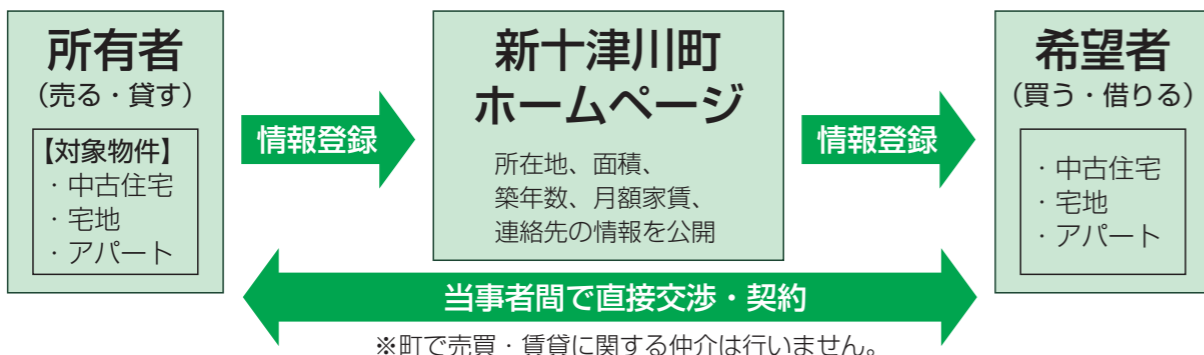 所有者
(売る・貸す)
【対象物件】
・中古住宅
・宅地
・アパート
情報登録
新十津川町
ホームページ
所在地、面積、
築年数、月額家賃、
連絡先の情報を公開
情報登録
希望者
(買う・借りる)
・中古住宅
・宅地
・アパート
当事者間で直接交渉・契約
※町で売買・賃貸に関する仲介は行いません。